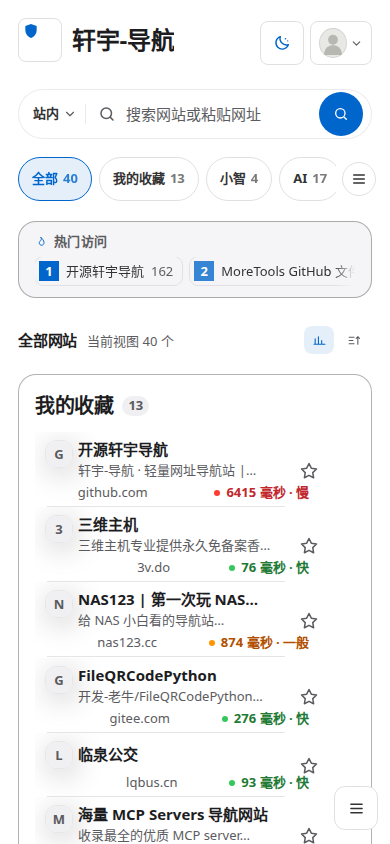 轩宇-导航
站内 搜索网站或粘贴网址
全部 40 我的收藏 13 小智 4 AI 17
热门访问
1 开源轩宇导航 162 2 MoreTools GitHub 文
全部网站 当前视图 40 个
我的收藏 13
G 开源轩宇导航
轩宇-导航 · 轻量网址导航站 |...
github.com 6415 毫秒 · 慢
3 三维主机
三维主机专业提供永久免备案香...
3v.do 76 毫秒 · 快
N NAS123 | 第一次玩 NAS...
给 NAS 小白看的导航站...
nas123.cc 874 毫秒 · 一般
G FileQRCodePython
开发-老牛/FileQRCodePython...
gitee.com 276 毫秒 · 快
L 临泉公交
lqbus.cn 93 毫秒 · 快
M 海量 MCP Servers 导航网站
收录最全的优质 MCP server...